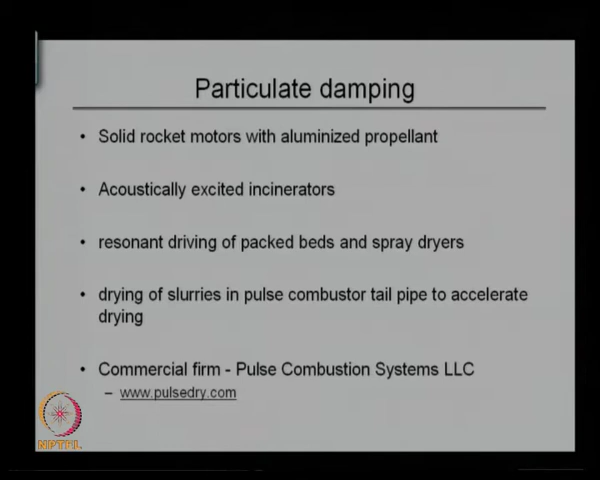 Particulate damping
• Solid rocket motors with aluminized propellant
• Acoustically excited incinerators
• resonant driving of packed beds and spray dryers
• drying of slurries in pulse combustor tail pipe to accelerate
drying
• Commercial firm - Pulse Combustion Systems LLC
– www.pulsedry.com
NPTEL